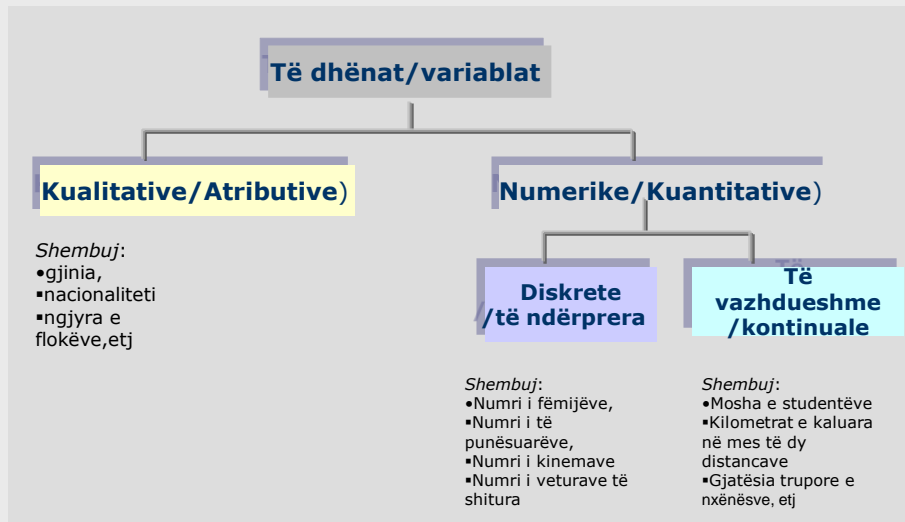 Të dhënat/variablat
Kualitative/Atributive)
Numerike/Kuantitative)
Shembuj:
•gjinia,
▪nacionaliteti
▪ngjyra e
flokëve,etj
Diskrete
/të ndërprera
Të
vazhdueshme
/kontinuale
Shembuj:
•Numri i fëmijëve,
▪Numri i të
punësuarëve,
▪Numri i kinemave
▪Numri i veturave të
shitura
Shembuj:
•Mosha e studentëve
▪Kilometrat e kaluara
në mes të dy
distancave
▪Gjatësia trupore e
nxënësve, etj